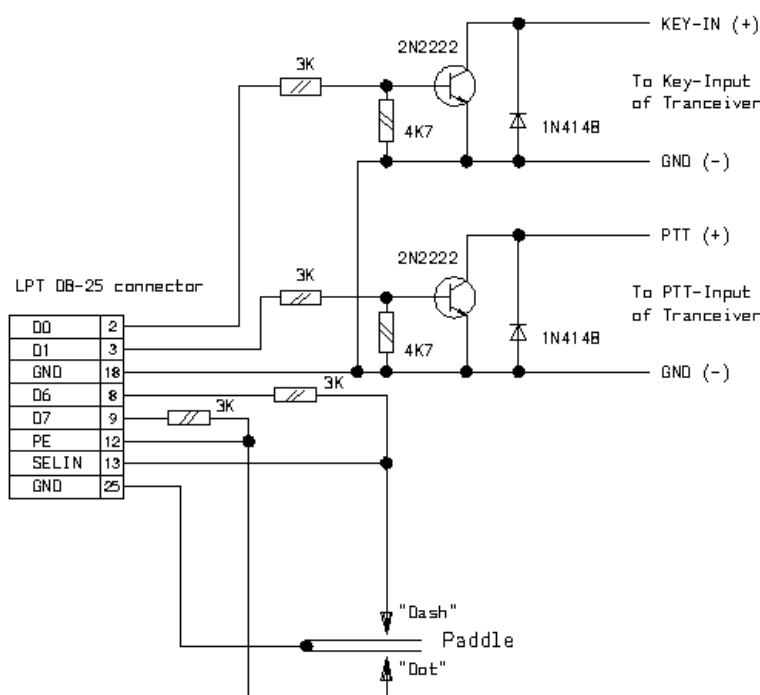 KEY-IN (+)
2N2222
3K
To Key-Input
of Tranceiver
4K7
1N4148
GND (-)
PTT (+)
2N2222
3K
LPT DB-25 connector
To PTT-Input
of Tranceiver
D0 2
D1 3
4K7
1N4148
GND 18
GND (-)
D6 8
3K
D7 9
3K
PE 12
SELIN 13
GND 25
"Dash"
Paddle
"Dot"